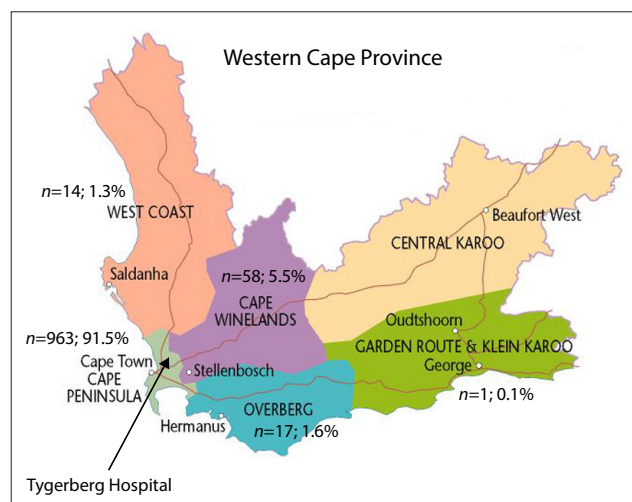 Western Cape Province
n=14; 1.3%
WEST COAST
Beaufort West
CENTRAL KAROO
Saldanha
n=58; 5.5%
CAPE
WINELANDS
n=963; 91.5%
Oudtshoorn
GARDEN ROUTE & KLEIN KAROO
Cape Town
CAPE
PENINSULA
Stellenbosch
George
n=1; 0.1%
OVERBERG
Hermanus
n=17; 1.6%
Tygerberg Hospital